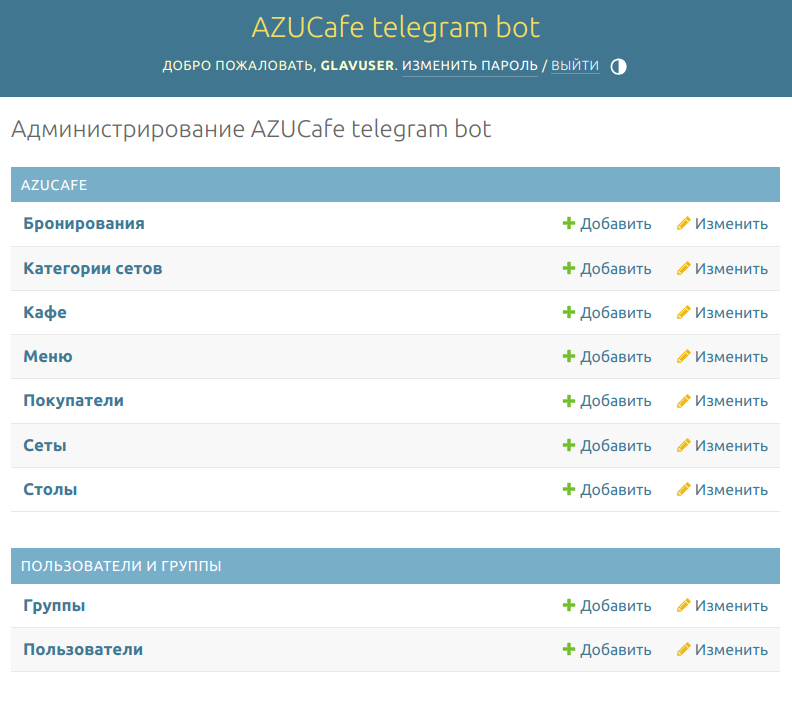 AZUCafe telegram bot
ДОБРО ПОЖАЛОВАТЬ, GLAVUSER. ИЗМЕНИТЬ ПАРОЛЬ / ВЫЙТИ
Администрирование AZUCafe telegram bot
AZUCAFE
Бронирования Добавить Изменить
Категории сетов Добавить Изменить
Кафе Добавить Изменить
Меню Добавить Изменить
Покупатели Добавить Изменить
Сеты Добавить Изменить
Столы Добавить Изменить
ПОЛЬЗОВАТЕЛИ И ГРУППЫ
Группы Добавить Изменить
Пользователи Добавить Изменить